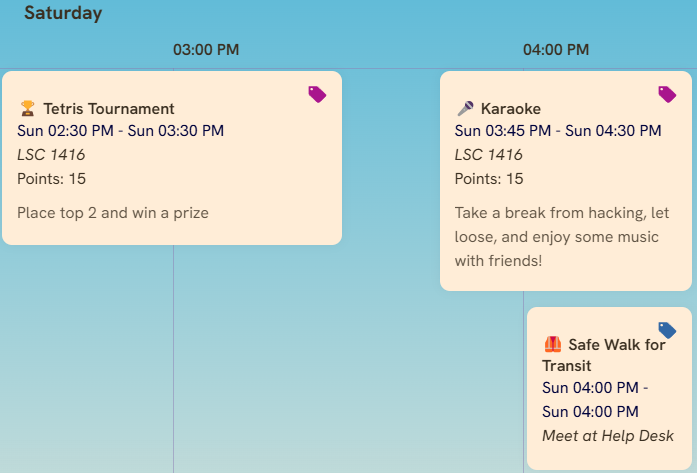 Saturday
03:00 PM
04:00 PM
Tetris Tournament
Sun 02:30 PM - Sun 03:30 PM
LSC 1416
Points: 15
Place top 2 and win a prize
Karaoke
Sun 03:45 PM - Sun 04:30 PM
LSC 1416
Points: 15
Take a break from hacking, let
loose, and enjoy some music
with friends!
Safe Walk for
Transit
Sun 04:00 PM -
Sun 04:00 PM
Meet at Help Desk